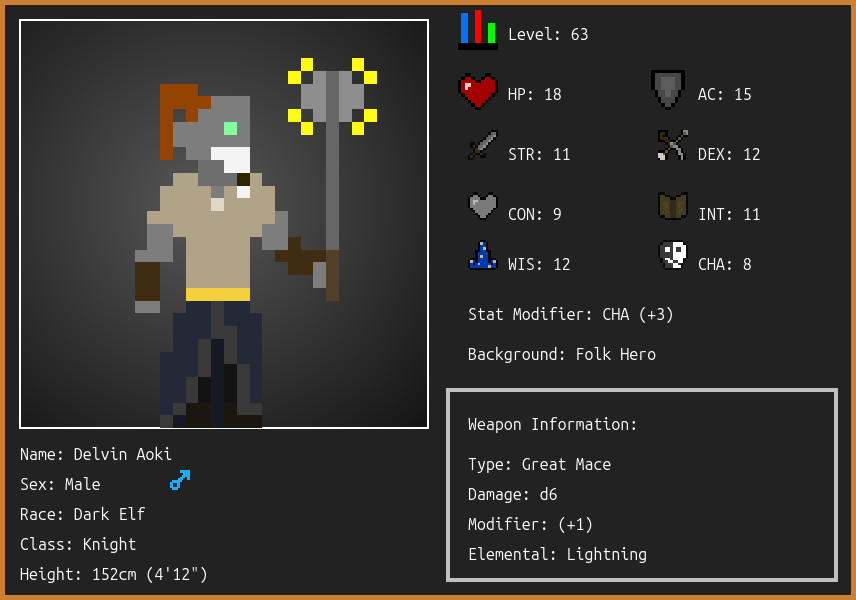 Level: 63
HP: 18
AC: 15
STR: 11
DEX: 12
CON: 9
INT: 11
WIS: 12
CHA: 8
Stat Modifier: CHA (+3)
Background: Folk Hero
Weapon Information:
Type: Great Mace
Damage: d6
Modifier: (+1)
Elemental: Lightning
Name: Delvin Aoki
Sex: Male
Race: Dark Elf
Class: Knight
Height: 152cm (4'12")